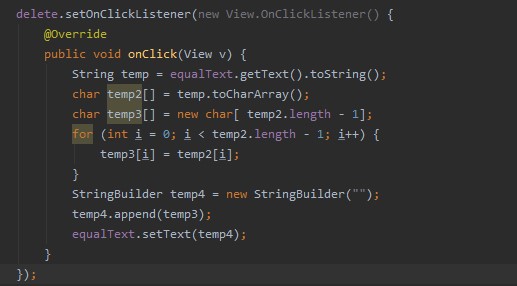 delete.setOnClickListener(new View.OnClickListener() {
@Override
public void onClick(View v) {
String temp = equalText.getText().toString();
char temp2[] = temp.toCharArray();
char temp3[] = new char[ temp2.length - 1];
for (int i = 0; i < temp2.length - 1; i++) {
temp3[i] = temp2[i];
}
StringBuilder temp4 = new StringBuilder("");
temp4.append(temp3);
equalText.setText(temp4);
}
});